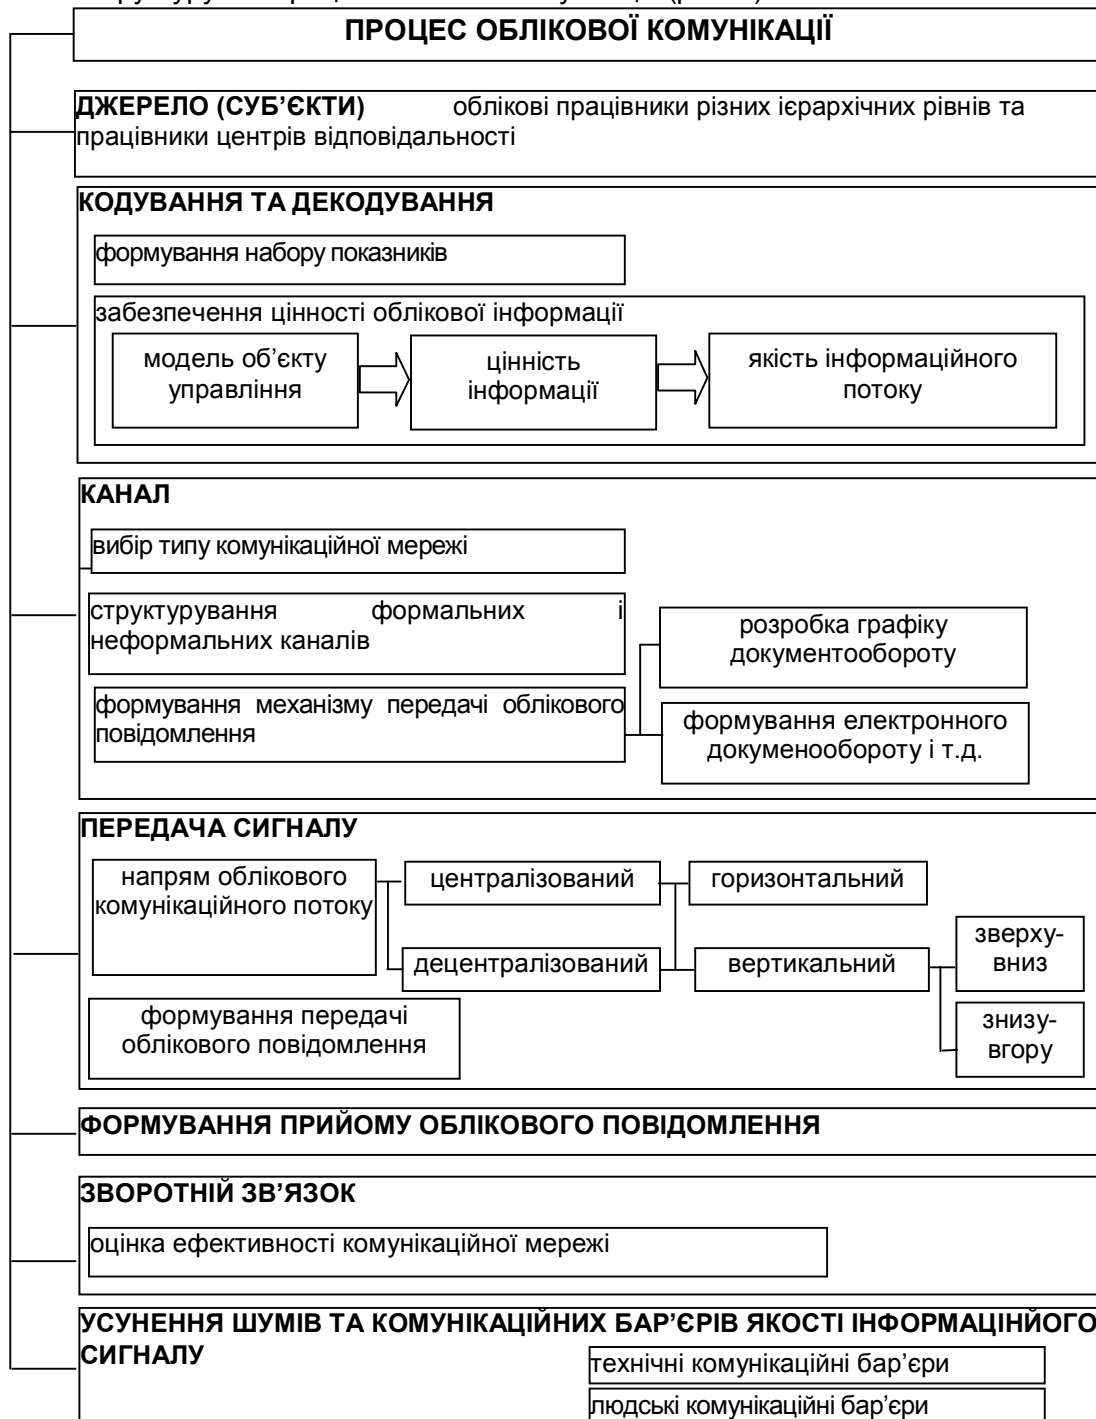 ПРОЦЕС ОБЛІКОВОЇ КОМУНІКАЦІЇ
ДЖЕРЕЛО (СУБ’ЄКТИ) облікові працівники різних ієрархічних рівнів та
працівники центрів відповідальності
КОДУВАННЯ ТА ДЕКОДУВАННЯ
формування набору показників
забезпечення цінності облікової інформації
модель об’єкту
управління
цінність
інформації
якість інформаційного
потоку
КАНАЛ
вибір типу комунікаційної мережі
структурування формальних і
неформальних каналів
розробка графіку
документообороту
формування механізму передачі облікового
повідомлення
формування електронного
докуменообороту і т.д.
ПЕРЕДАЧА СИГНАЛУ
напрям облікового
комунікаційного потоку
централізований
горизонтальний
децентралізований
вертикальний
зверху-
вниз
знизу-
вгору
формування передачі
облікового повідомлення
ФОРМУВАННЯ ПРИЙОМУ ОБЛІКОВОГО ПОВІДОМЛЕННЯ
ЗВОРОТНІЙ ЗВ’ЯЗОК
оцінка ефективності комунікаційної мережі
УСУНЕННЯ ШУМІВ ТА КОМУНІКАЦІЙНИХ БАР’ЄРІВ ЯКОСТІ ІНФОРМАЦІНЙОГО
СИГНАЛУ
технічні комунікаційні бар’єри
людські комунікаційні бар’єри